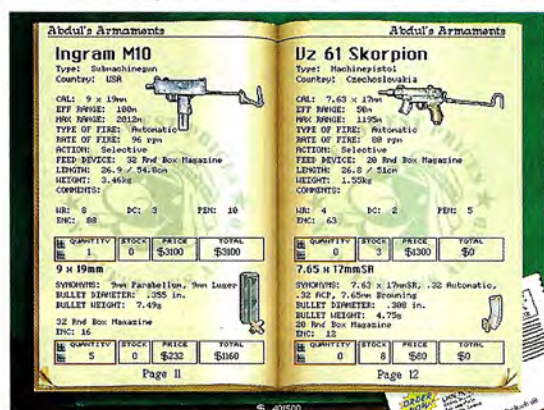 Abdul's Armaments
Ingram M10
Type: Submachinegun
Country: USA
CAL: 9 x 19mm
EFF RANGE: 100m
MAX RANGE: 2012m
TYPE OF FIRE: Automatic
RATE OF FIRE: 96 rpm
ACTION: Selective
FEED DEVICE: 32 Rnd Box Magazine
LENGTH: 26.9 / 54.8cm
WEIGHT: 3.46kg
COMMENTS:
WR: 8 DC: 3 PEN: 10
ENC: 88
QUANTITY STOCK PRICE TOTAL
1 0 $3100 $3100
9 x 19mm
SYNONYMS: 9mm Parabellum, 9mm Luger
BULLET DIAMETER: .355 in.
BULLET WEIGHT: 7.49g
32 Rnd Box Magazine
ENC: 16
QUANTITY STOCK PRICE TOTAL
5 0 $232 $1160
Page 11
Abdul's Armaments
Vz 61 Skorpion
Type: Machinepistol
Country: Czechoslovakia
CAL: 7.63 x 17mm
EFF RANGE: 50m
MAX RANGE: 1195m
TYPE OF FIRE: Automatic
RATE OF FIRE: 80 rpm
ACTION: Selective
FEED DEVICE: 20 Rnd Box Magazine
LENGTH: 26.8 / 51cm
WEIGHT: 1.55kg
COMMENTS:
WR: 4 DC: 2 PEN: 5
ENC: 63
QUANTITY STOCK PRICE TOTAL
0 3 $4300 $0
7.65 x 17mmSR
SYNONYMS: 7.63 x 17mmSR, .32 Automatic,
.32 ACP, 7.65mm Browning
BULLET DIAMETER: .308 in.
BULLET WEIGHT: 4.75g
20 Rnd Box Magazine
ENC: 12
QUANTITY STOCK PRICE TOTAL
0 8 $80 $0
Page 12
ORDER
$ 401500